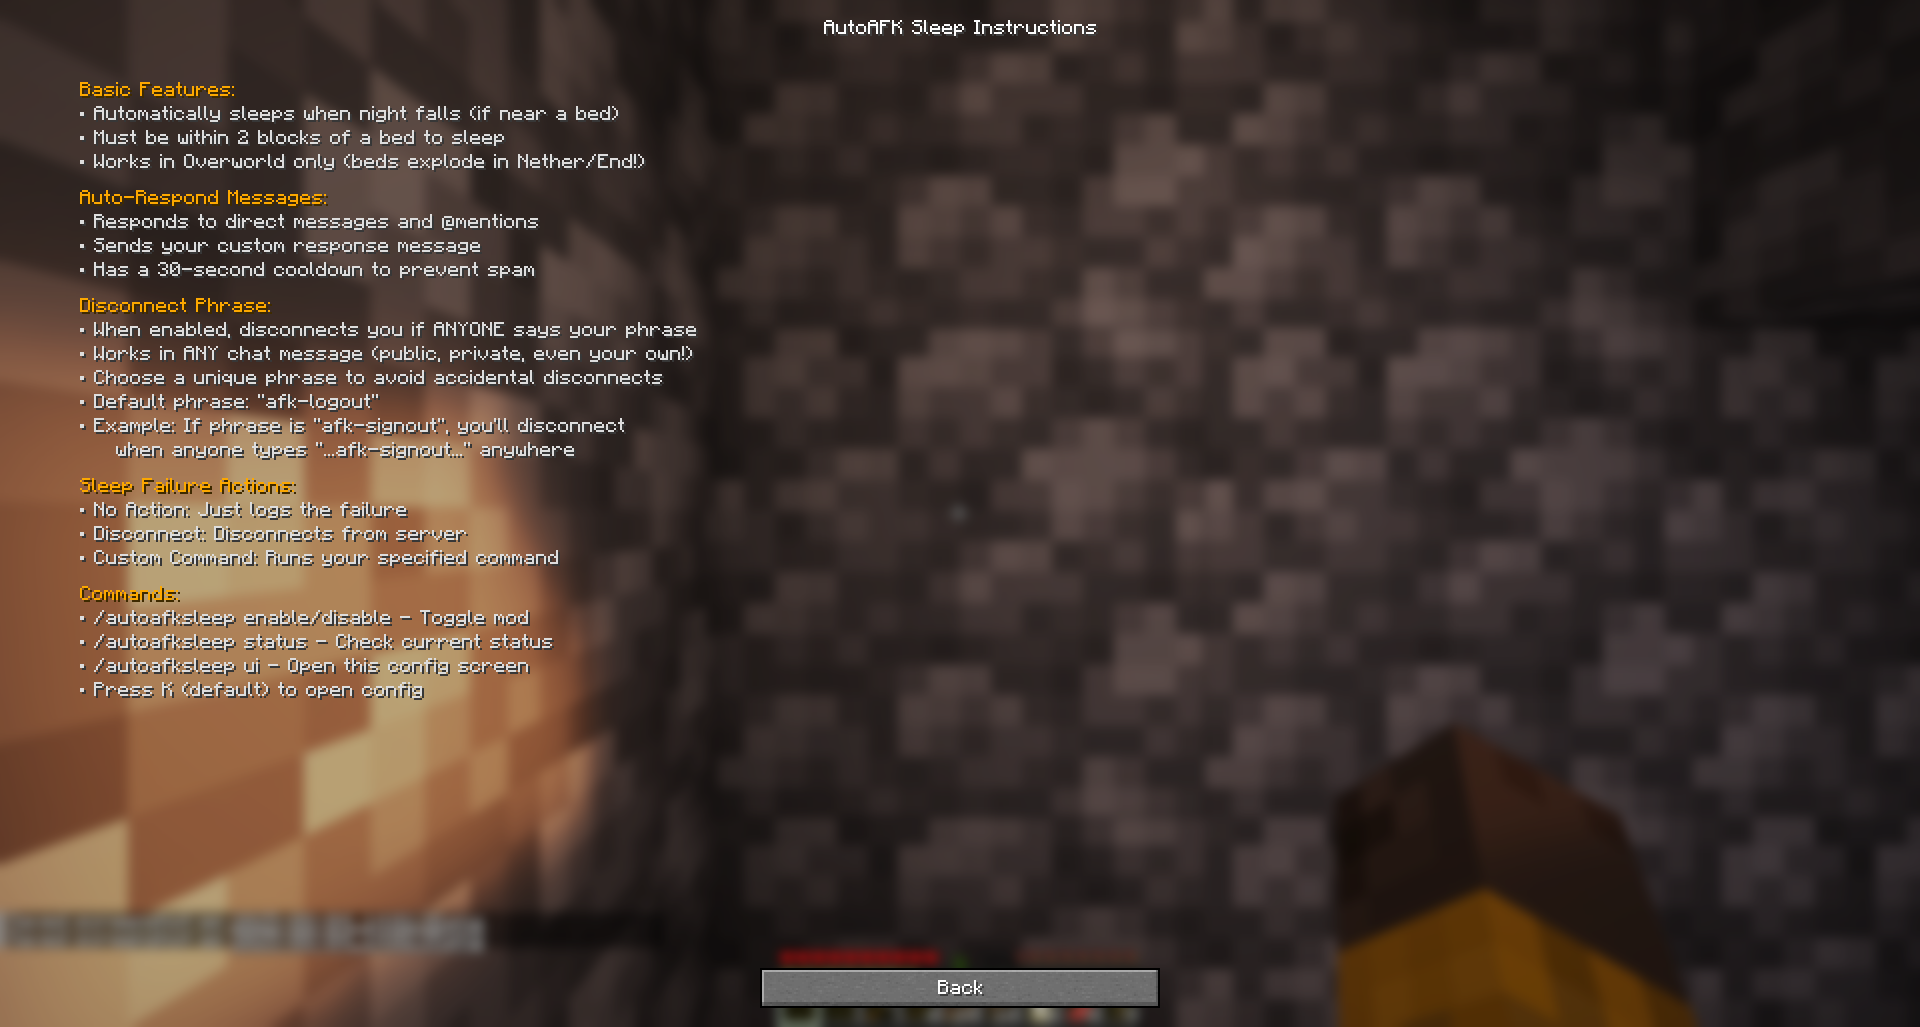 AutoAFK Sleep Instructions
Basic Features:
• Automatically sleeps when night falls (if near a bed)
• Must be within 2 blocks of a bed to sleep
• Works in Overworld only (beds explode in Nether/End!)
Auto-Respond Messages:
• Responds to direct messages and @mentions
• Sends your custom response message
• Has a 30-second cooldown to prevent spam
Disconnect Phrase:
• When enabled, disconnects you if ANYONE says your phrase
• Works in ANY chat message (public, private, even your own!)
• Choose a unique phrase to avoid accidental disconnects
• Default phrase: "afk-logout"
• Example: If phrase is "afk-signout", you'll disconnect
when anyone types "...afk-signout..." anywhere
Sleep Failure Actions:
• No Action: Just logs the failure
• Disconnect: Disconnects from server
• Custom Command: Runs your specified command
Commands:
• /autoafksleep enable/disable - Toggle mod
• /autoafksleep status - Check current status
• /autoafksleep ui - Open this config screen
• Press K (default) to open config
Back